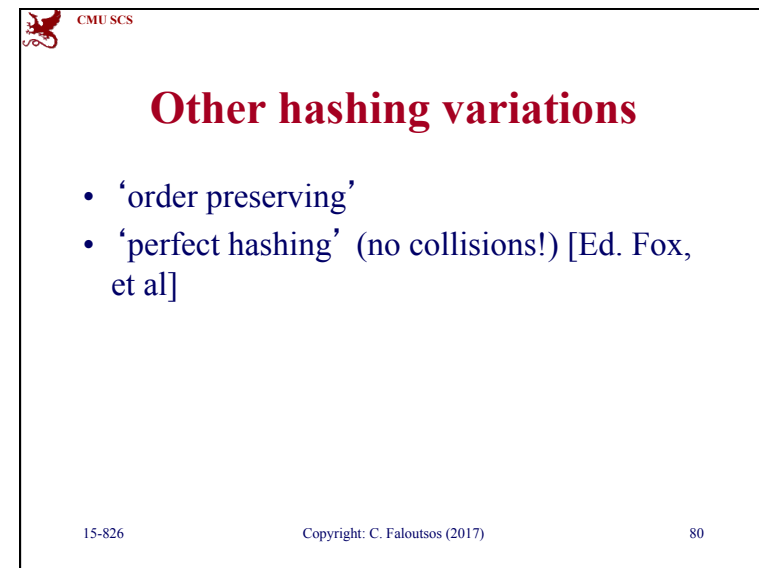 CMU SCS
Other hashing variations
• ‘order preserving’
• ‘perfect hashing’ (no collisions!) [Ed. Fox,
et al]
15-826 Copyright: C. Faloutsos (2017) 80